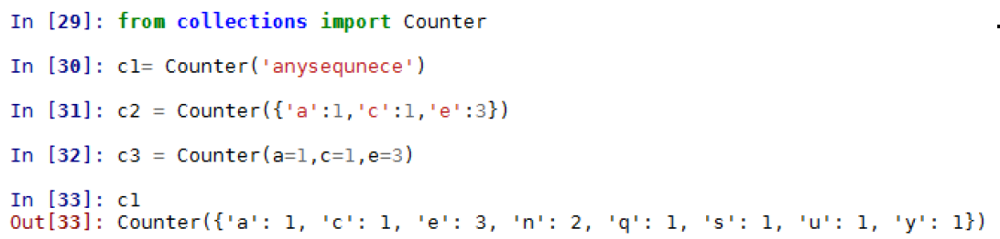 In [29]: from collections import Counter
In [30]: c1= Counter('anysequnece')
In [31]: c2 = Counter({'a':1,'c':1,'e':3})
In [32]: c3 = Counter(a=1,c=1,e=3)
In [33]: c1
Out[33]: Counter({'a': 1, 'c': 1, 'e': 3, 'n': 2, 'q': 1, 's': 1, 'u': 1, 'y': 1})